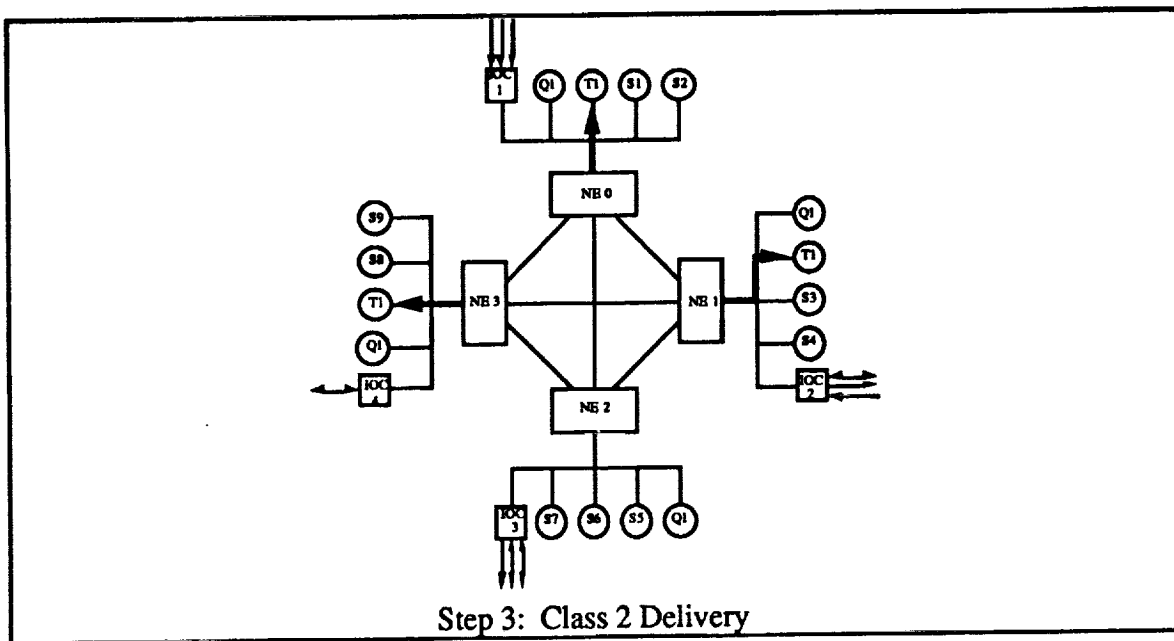 IOC 1
Q1 T1 S1 S2
NE 0
S9
S8
T1
Q1
IOC 4
NE 3
NE 1
Q1
T1
S3
S4
IOC 2
NE 2
IOC 3
S7 S6 S5 Q1
Step 3: Class 2 Delivery